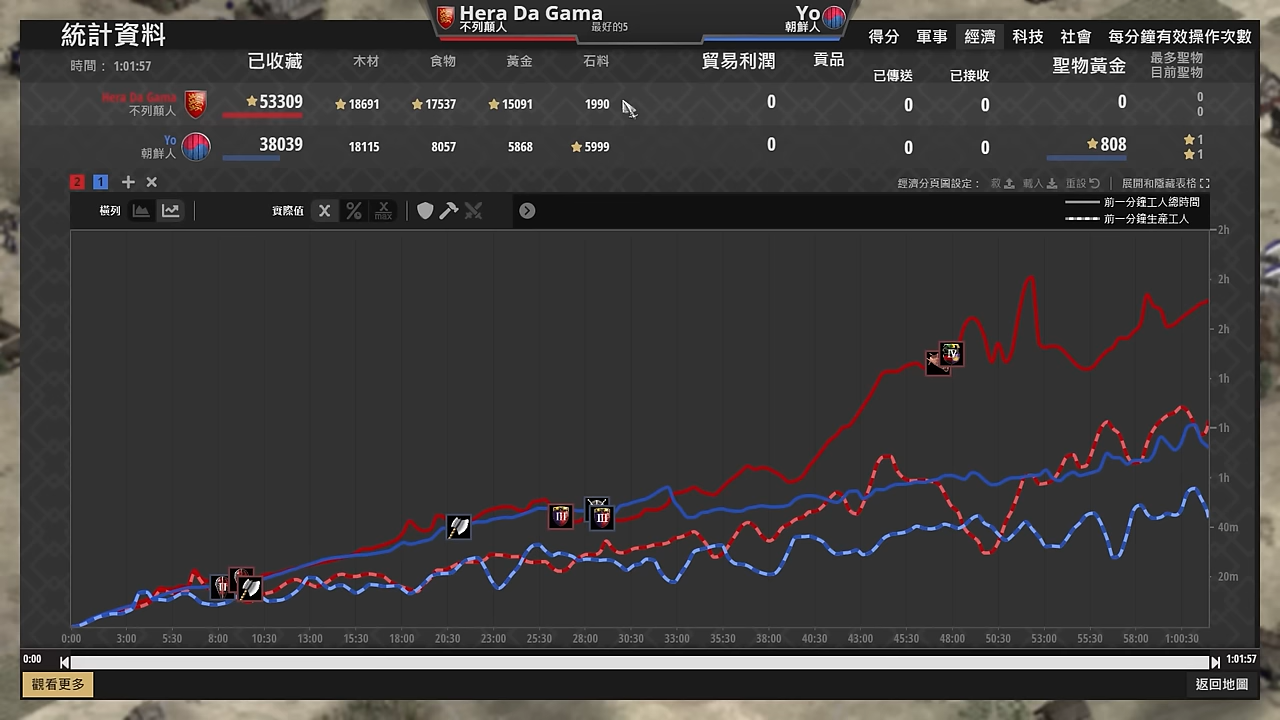 Hera Da Gama
不列顛人
最好的5
Yo
朝鮮人
統計資料
得分 軍事 經濟 科技 社會 每分鐘有效操作次數
時間： 1:01:57
已收藏 木材 食物 黃金 石料 貿易利潤 貢品 已傳送 已接收 聖物黃金 最多聖物
目前聖物
Hera Da Gama
不列顛人
53309 18691 17537 15091 1990 0 0 0 0 0
0
Yo
朝鮮人
38039 18115 8057 5868 5999 0 0 0 808 1
1
2 1
經濟分頁圖設定： 載入 重設 展開和隱藏表格
橫列 實際值 X % X
max
前一分鐘工人總時間
前一分鐘生產工人
2h
2h
2h
1h
1h
1h
40m
20m
IV
III
III
II
0:00 3:00 5:30 8:00 10:30 13:00 15:30 18:00 20:30 23:00 25:30 28:00 30:30 33:00 35:30 38:00 40:30 43:00 45:30 48:00 50:30 53:00 55:30 58:00 1:00:30
0:00 1:01:57
觀看更多 返回地圖